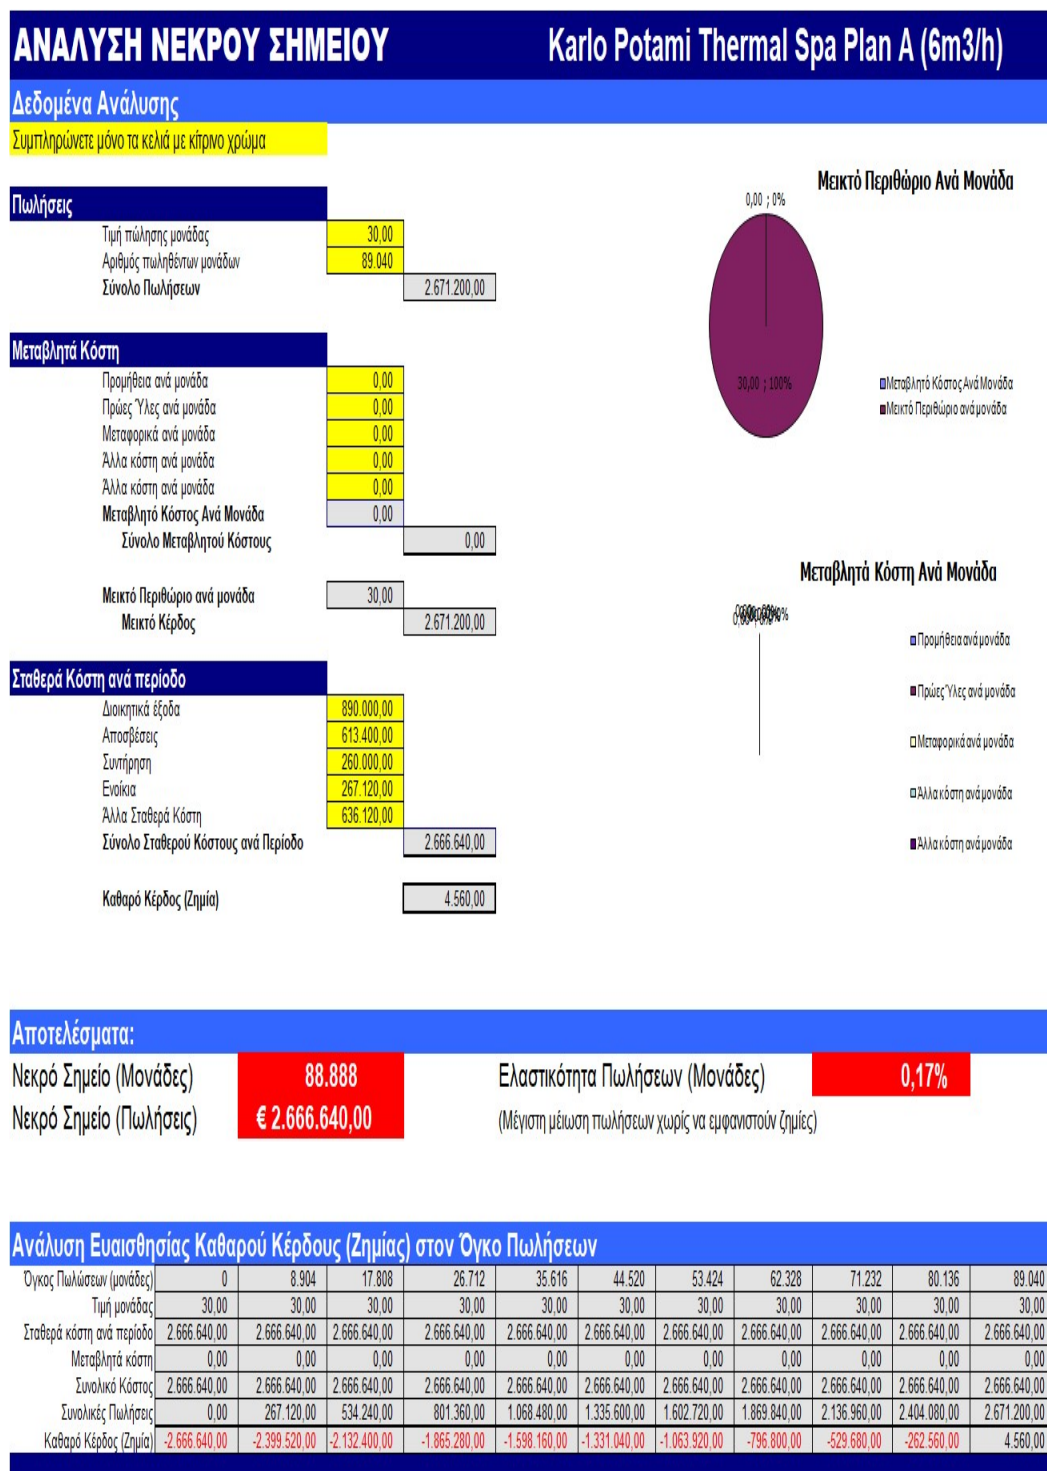 ΑΝΑΛΥΣΗ ΝΕΚΡΟΥ ΣΗΜΕΙΟΥ Karlo Potami Thermal Spa Plan A (6m3/h)
Δεδομένα Ανάλυσης
Συμπληρώνετε μόνο τα κελιά με κίτρινο χρώμα
Μεικτό Περιθώριο Ανά Μονάδα
0,00 ; 0%
30,00 ; 100%
Μεταβλητό Κόστος Ανά Μονάδα
Μεικτό Περιθώριο ανά μονάδα
Πωλήσεις
Τιμή πώλησης μονάδας 30,00
Αριθμός πωληθέντων μονάδων 89.040
Σύνολο Πωλήσεων 2.671.200,00
Μεταβλητά Κόστη
Προμήθεια ανά μονάδα 0,00
Πρώες Ύλες ανά μονάδα 0,00
Μεταφορικά ανά μονάδα 0,00
Άλλα κόστη ανά μονάδα 0,00
Άλλα κόστη ανά μονάδα 0,00
Μεταβλητό Κόστος Ανά Μονάδα 0,00
Σύνολο Μεταβλητού Κόστους 0,00
Μεικτό Περιθώριο ανά μονάδα 30,00
Μεικτό Κέρδος 2.671.200,00
Μεταβλητά Κόστη Ανά Μονάδα
Προμήθεια ανά μονάδα
Πρώες Ύλες ανά μονάδα
Μεταφορικά ανά μονάδα
Άλλα κόστη ανά μονάδα
Άλλα κόστη ανά μονάδα
Σταθερά Κόστη ανά περίοδο
Διοικητικά έξοδα 890.000,00
Αποσβέσεις 613.400,00
Συντήρηση 260.000,00
Ενοίκια 267.120,00
Άλλα Σταθερά Κόστη 636.120,00
Σύνολο Σταθερού Κόστους ανά Περίοδο 2.666.640,00
Καθαρό Κέρδος (Ζημία) 4.560,00
Αποτελέσματα:
Νεκρό Σημείο (Μονάδες) 88.888 Ελαστικότητα Πωλήσεων (Μονάδες) 0,17%
Νεκρό Σημείο (Πωλήσεις) € 2.666.640,00 (Μέγιστη μείωση πωλήσεων χωρίς να εμφανιστούν ζημίες)
Ανάλυση Ευαισθησίας Καθαρού Κέρδους (Ζημίας) στον Όγκο Πωλήσεων
Όγκος Πωλώσεων (μονάδες) 0 8.904 17.808 26.712 35.616 44.520 53.424 62.328 71.232 80.136 89.040
Τιμή μονάδας 30,00 30,00 30,00 30,00 30,00 30,00 30,00 30,00 30,00 30,00 30,00
Σταθερά κόστη ανά περίοδο 2.666.640,00 2.666.640,00 2.666.640,00 2.666.640,00 2.666.640,00 2.666.640,00 2.666.640,00 2.666.640,00 2.666.640,00 2.666.640,00 2.666.640,00
Μεταβλητά κόστη 0,00 0,00 0,00 0,00 0,00 0,00 0,00 0,00 0,00 0,00 0,00
Συνολικό Κόστος 2.666.640,00 2.666.640,00 2.666.640,00 2.666.640,00 2.666.640,00 2.666.640,00 2.666.640,00 2.666.640,00 2.666.640,00 2.666.640,00 2.666.640,00
Συνολικές Πωλήσεις 0,00 267.120,00 534.240,00 801.360,00 1.068.480,00 1.335.600,00 1.602.720,00 1.869.840,00 2.136.960,00 2.404.080,00 2.671.200,00
Καθαρό Κέρδος (Ζημία) -2.666.640,00 -2.399.520,00 -2.132.400,00 -1.865.280,00 -1.598.160,00 -1.331.040,00 -1.063.920,00 -796.800,00 -529.680,00 -262.560,00 4.560,00